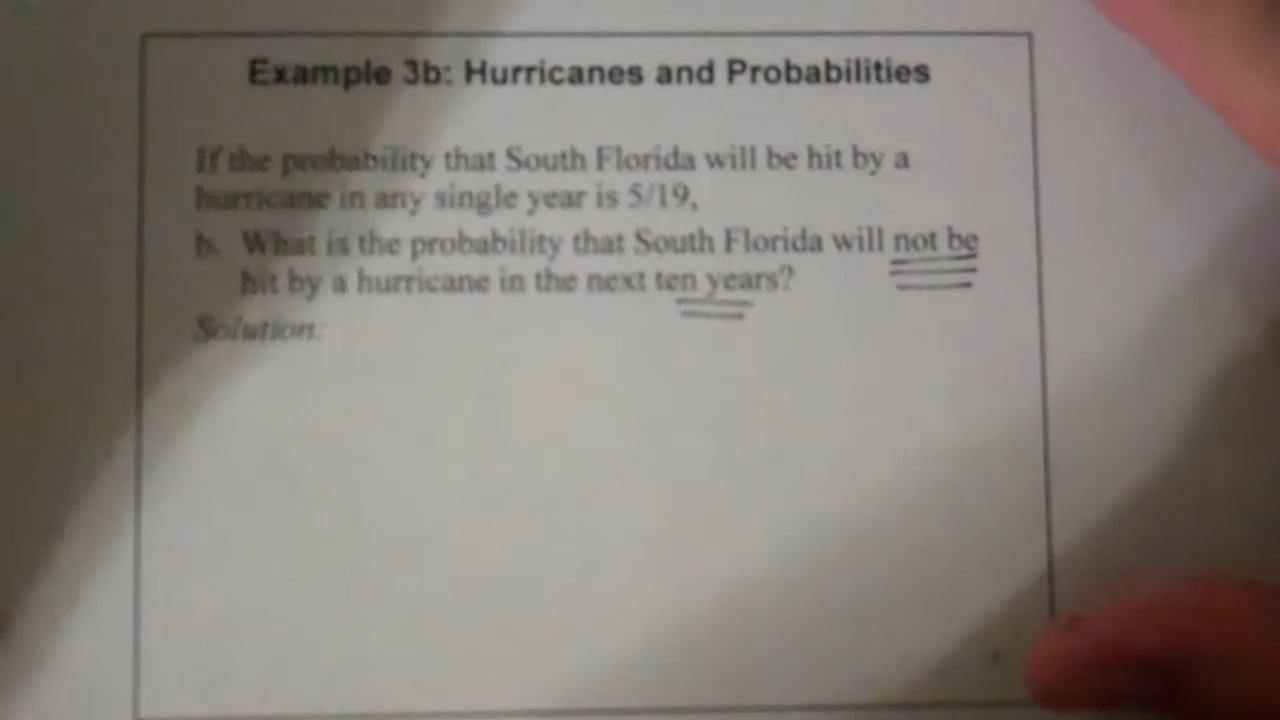 Example 3b: Hurricanes and Probabilities
If the probability that South Florida will be hit by a
hurricane in any single year is 5/19,
b. What is the probability that South Florida will not be
hit by a hurricane in the next ten years?
Solution: